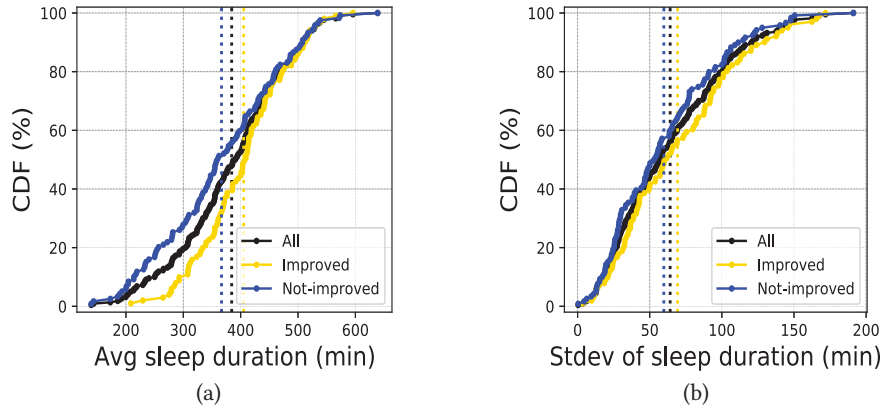 100
80
60
40
20
0
CDF (%)
200 300 400 500 600
Avg sleep duration (min)
All
Improved
Not-improved
(a)
100
80
60
40
20
0
CDF (%)
0 50 100 150 200
Stdev of sleep duration (min)
All
Improved
Not-improved
(b)